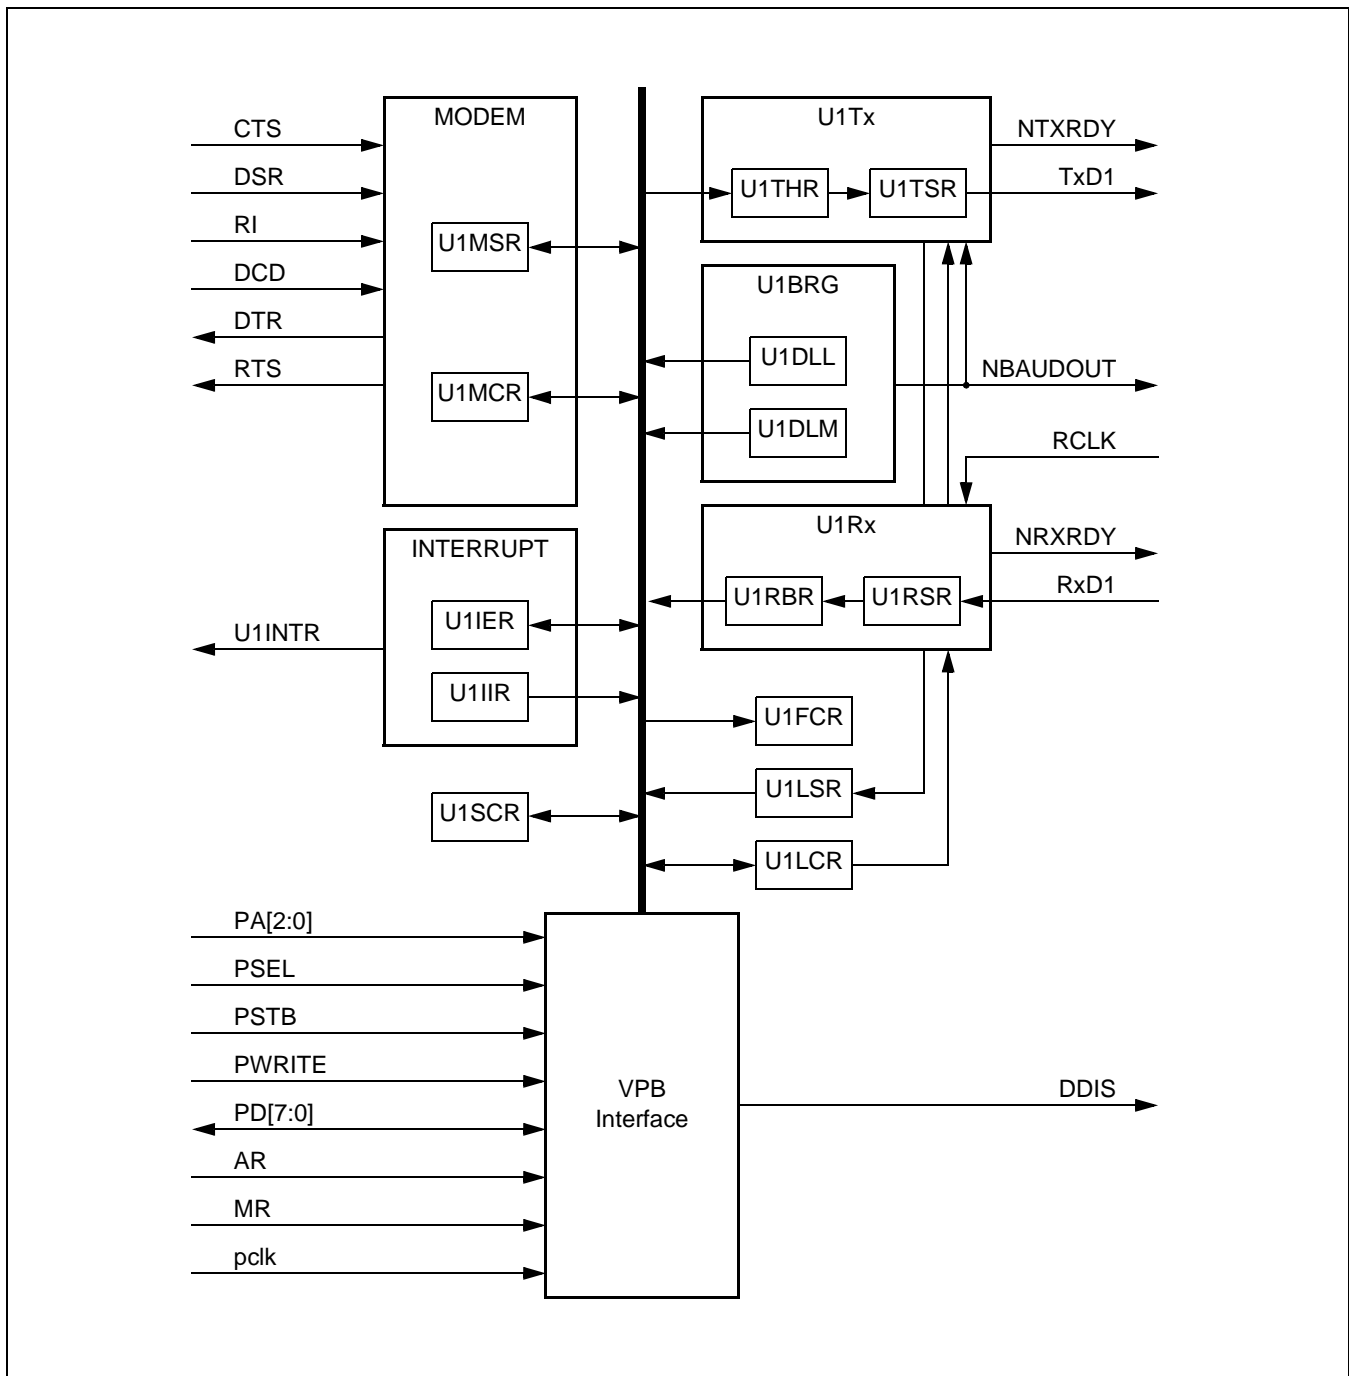 MODEM
CTS
DSR
RI
DCD
DTR
RTS
U1MSR
U1MCR
U1Tx
U1THR
U1TSR
NTXRDY
TxD1
U1BRG
U1DLL
U1DLM
NBAUDOUT
RCLK
U1Rx
U1RBR
U1RSR
NRXRDY
RxD1
INTERRUPT
U1INTR
U1IER
U1IIR
U1FCR
U1LSR
U1SCR
U1LCR
PA[2:0]
PSEL
PSTB
PWRITE
PD[7:0]
AR
MR
pclk
VPB
Interface
DDIS